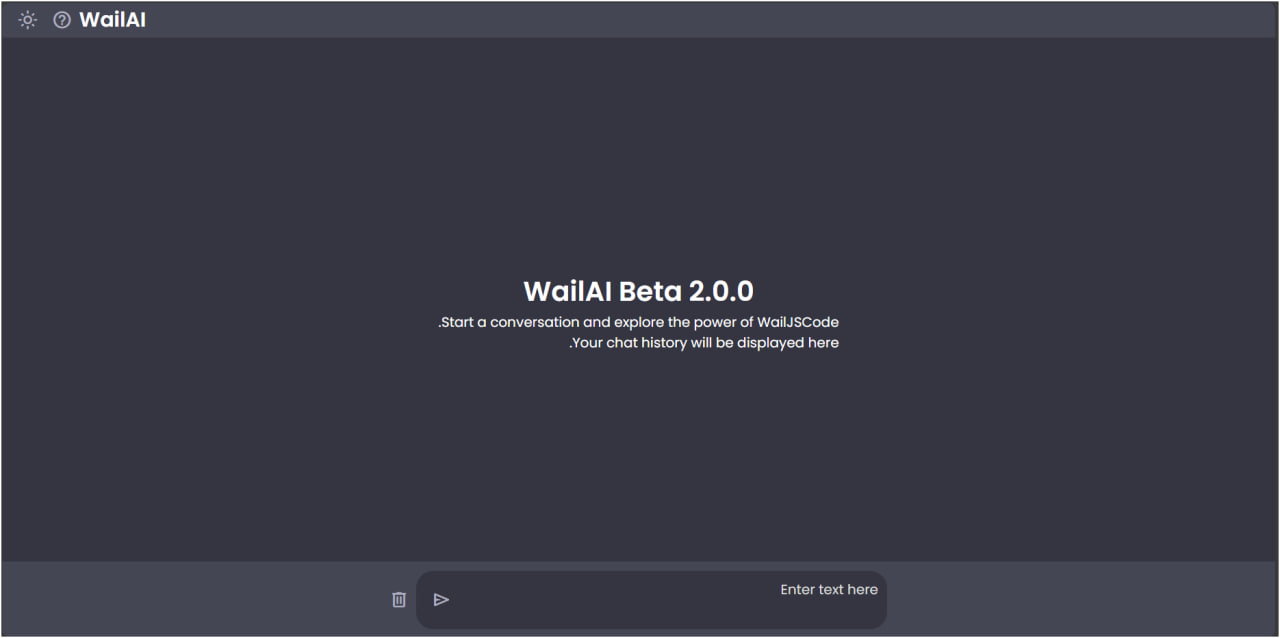 WailAI
WailAI Beta 2.0.0
.Start a conversation and explore the power of WailJSCode
.Your chat history will be displayed here
Enter text here